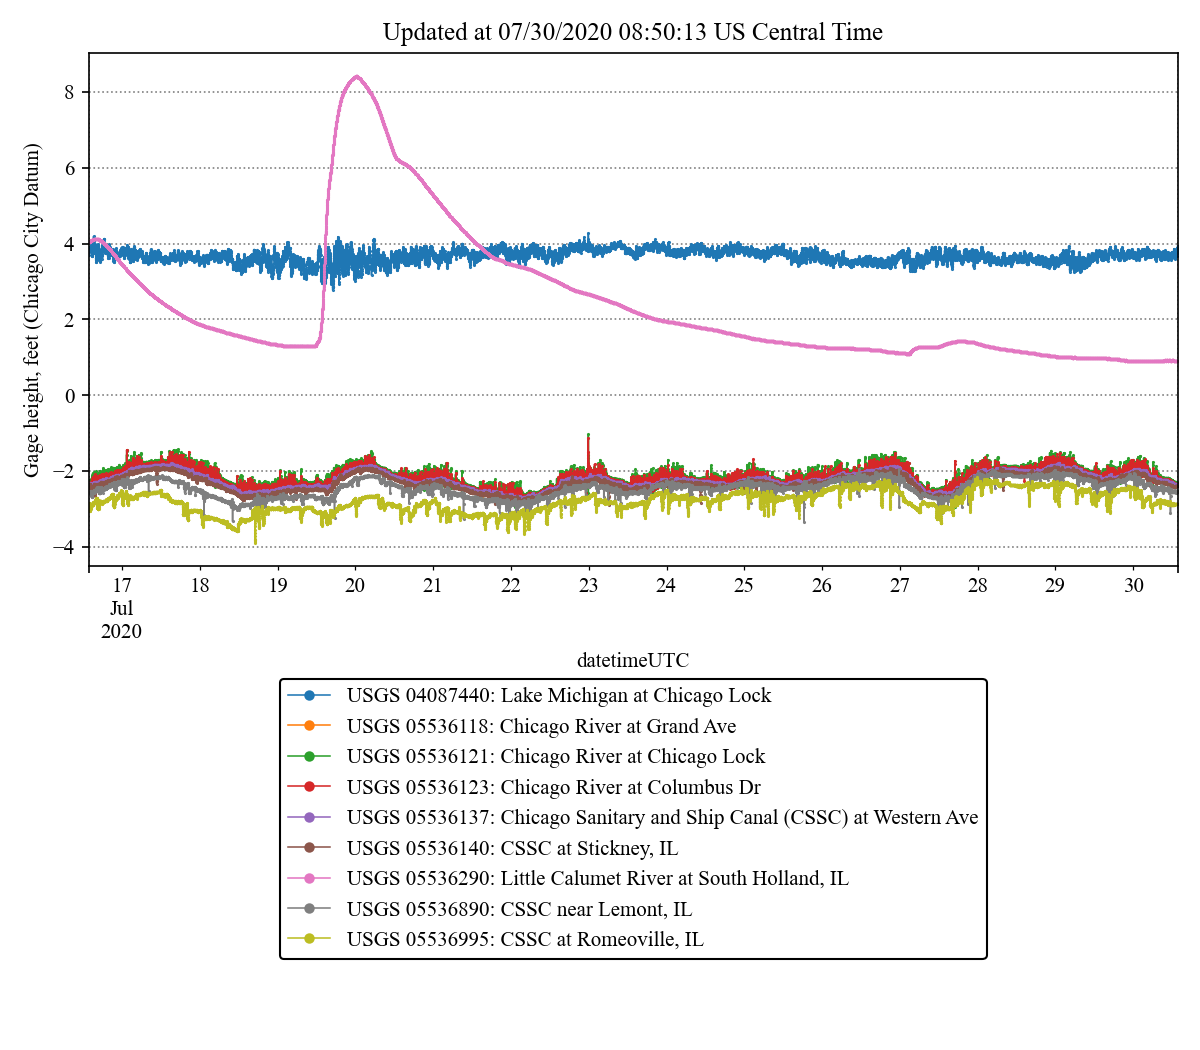 Updated at 07/30/2020 08:50:13 US Central Time
Gage height, feet (Chicago City Datum)
8
6
4
2
0
−2
−4
17 18 19 20 21 22 23 24 25 26 27 28 29 30
Jul
2020
datetimeUTC
USGS 04087440: Lake Michigan at Chicago Lock
USGS 05536118: Chicago River at Grand Ave
USGS 05536121: Chicago River at Chicago Lock
USGS 05536123: Chicago River at Columbus Dr
USGS 05536137: Chicago Sanitary and Ship Canal (CSSC) at Western Ave
USGS 05536140: CSSC at Stickney, IL
USGS 05536290: Little Calumet River at South Holland, IL
USGS 05536890: CSSC near Lemont, IL
USGS 05536995: CSSC at Romeoville, IL